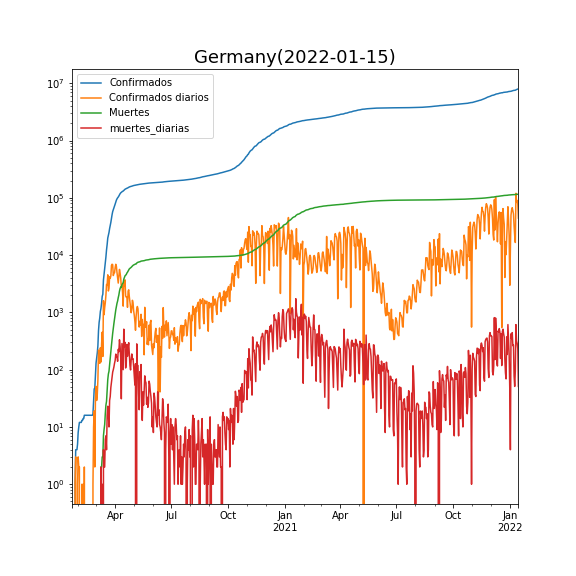 Germany(2022-01-15)
Confirmados
Confirmados diarios
Muertes
muertes_diarias
10⁷
10⁶
10⁵
10⁴
10³
10²
10¹
10⁰
Apr Jul Oct Jan Apr Jul Oct Jan
2021 2022